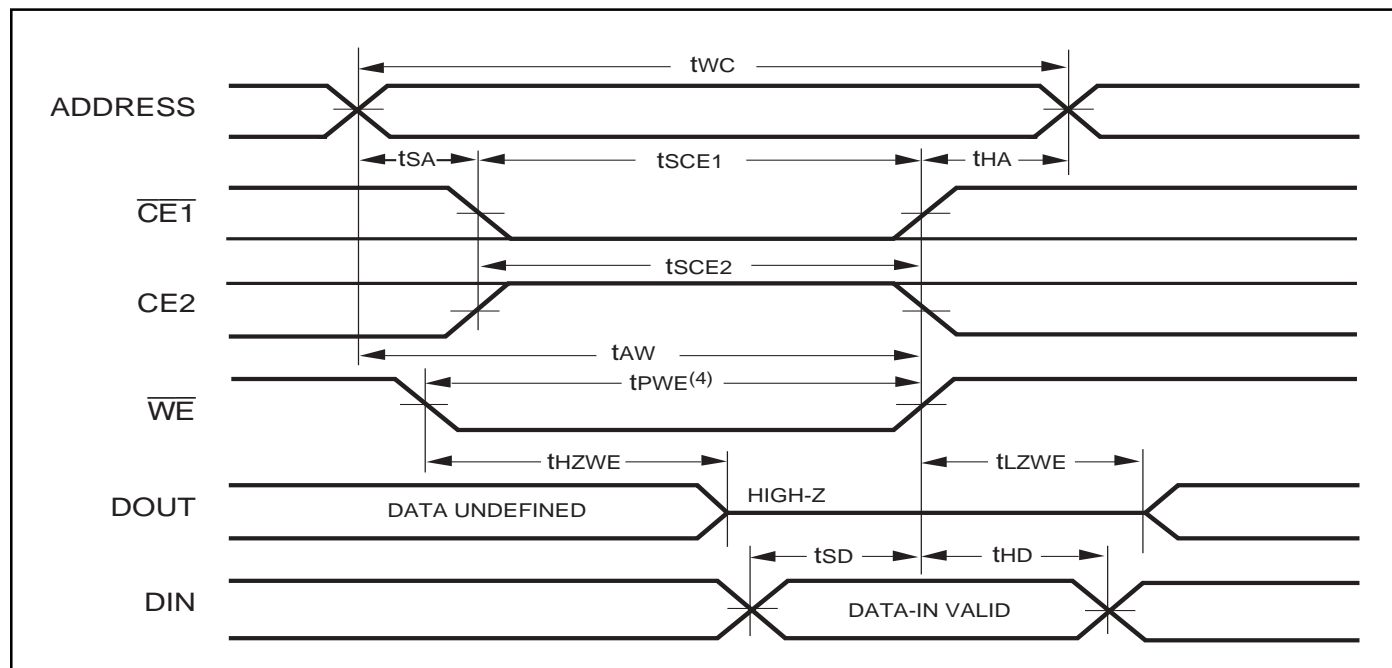 tWC
ADDRESS
tSA
tSCE1
tHA
CE1
tSCE2
CE2
tAW
tPWE(4)
WE
tHZWE
tLZWE
HIGH-Z
DOUT
DATA UNDEFINED
tSD
tHD
DIN
DATA-IN VALID